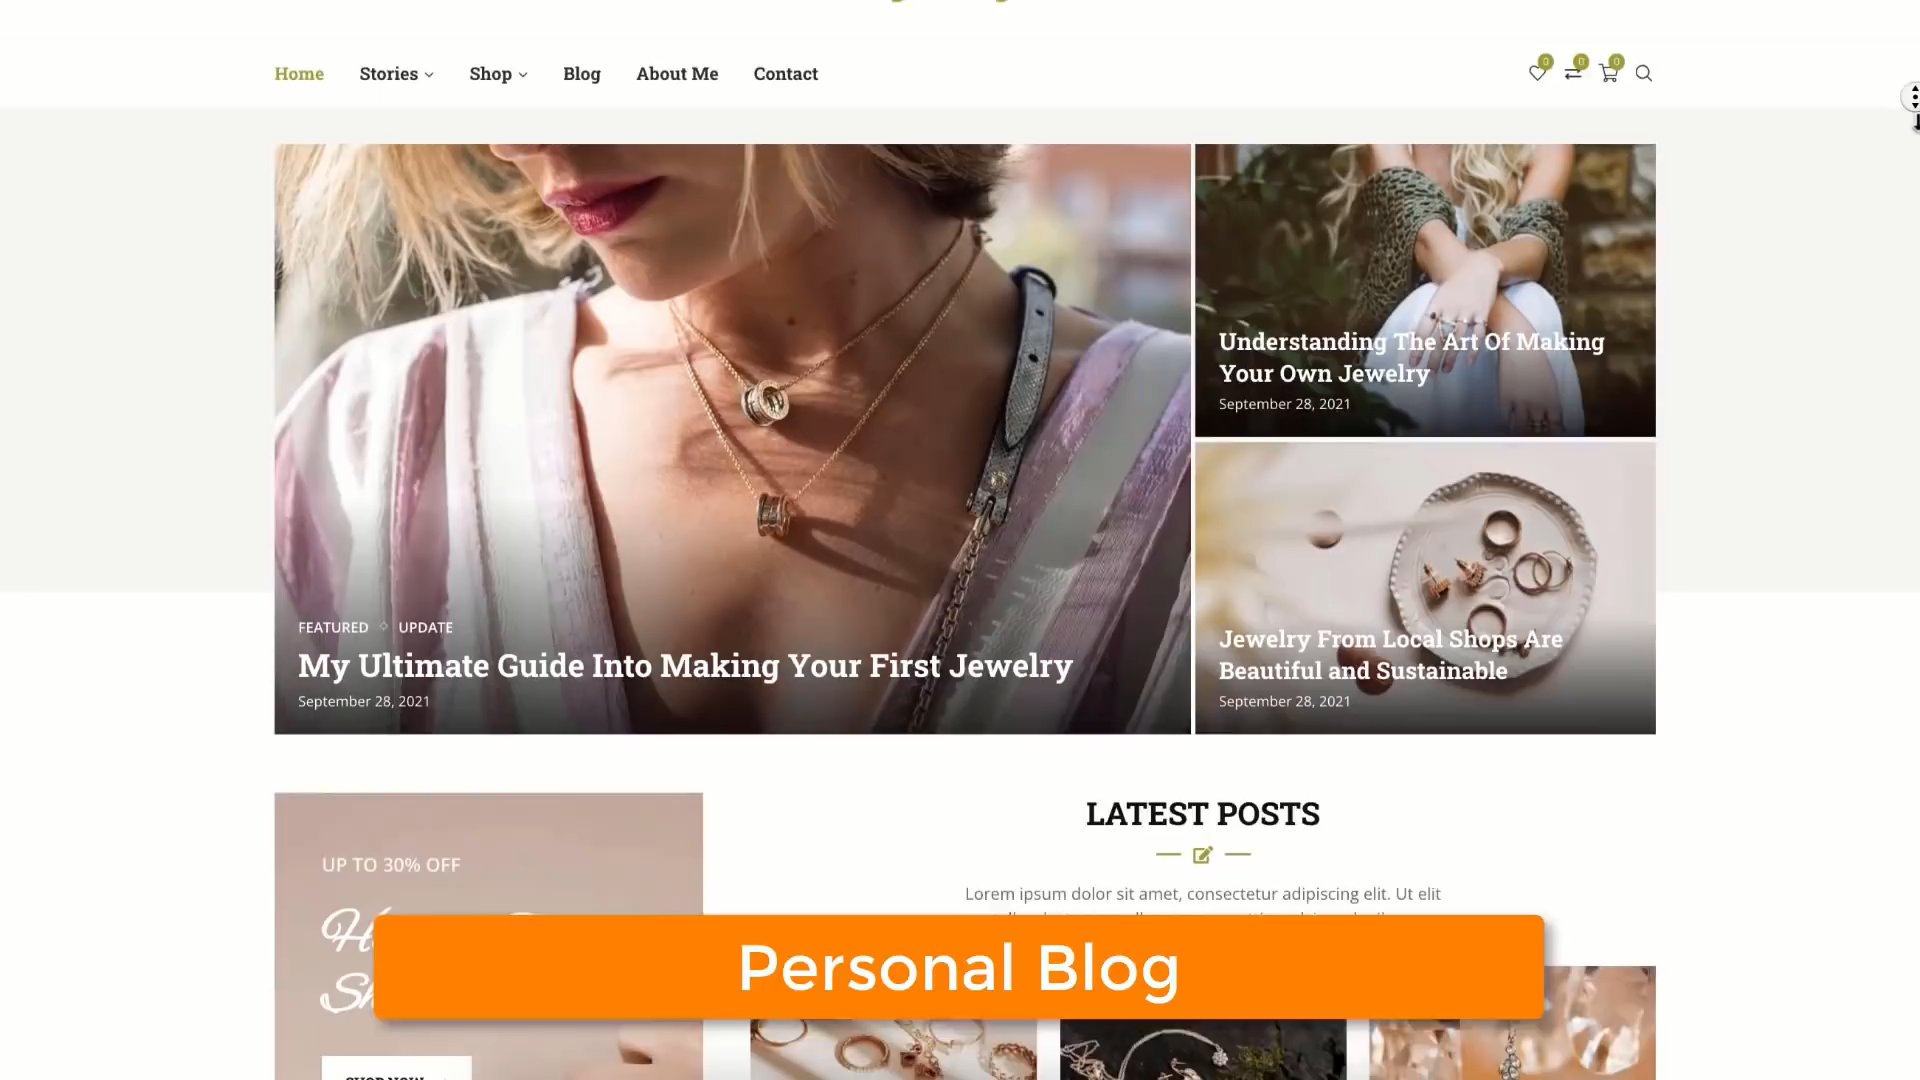 Home
Stories
Shop
Blog
About Me
Contact
0
0
0
Understanding The Art Of Making
Your Own Jewelry
September 28, 2021
FEATURED
UPDATE
My Ultimate Guide Into Making Your First Jewelry
September 28, 2021
Jewelry From Local Shops Are
Beautiful and Sustainable
September 28, 2021
UP TO 30% OFF
LATEST POSTS
Lorem ipsum dolor sit amet, consectetur adipiscing elit. Ut elit
Personal Blog
SHOP NOW